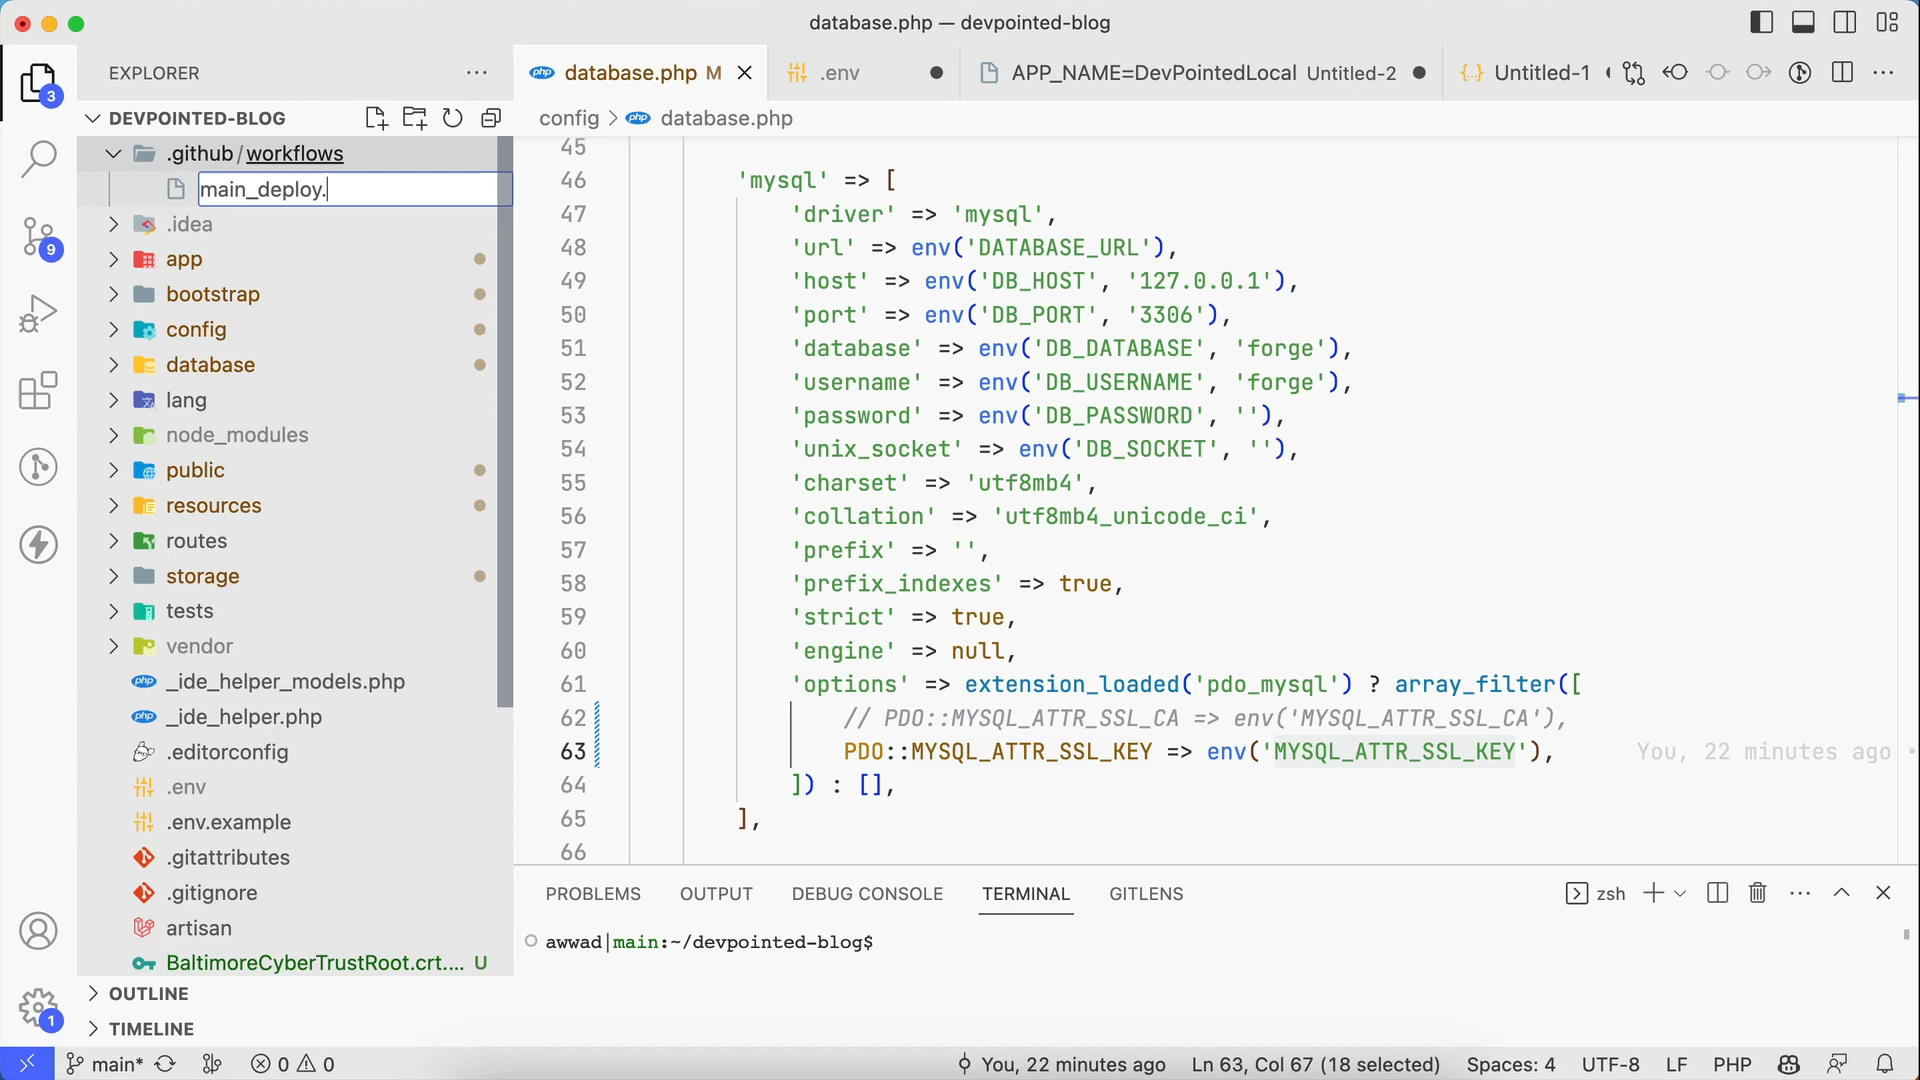 database.php — devpointed-blog
EXPLORER
3
DEVPOINTED-BLOG
.github/workflows
main_deploy.
.idea
app
bootstrap
config
database
lang
node_modules
public
resources
routes
storage
tests
vendor
_ide_helper_models.php
_ide_helper.php
.editorconfig
.env
.env.example
.gitattributes
.gitignore
artisan
BaltimoreCyberTrustRoot.crt.... U
OUTLINE
TIMELINE
9
1
database.php M
.env
APP_NAME=DevPointedLocal Untitled-2
Untitled-1
config > database.php
45
46 'mysql' => [
47 'driver' => 'mysql',
48 'url' => env('DATABASE_URL'),
49 'host' => env('DB_HOST', '127.0.0.1'),
50 'port' => env('DB_PORT', '3306'),
51 'database' => env('DB_DATABASE', 'forge'),
52 'username' => env('DB_USERNAME', 'forge'),
53 'password' => env('DB_PASSWORD', ''),
54 'unix_socket' => env('DB_SOCKET', ''),
55 'charset' => 'utf8mb4',
56 'collation' => 'utf8mb4_unicode_ci',
57 'prefix' => '',
58 'prefix_indexes' => true,
59 'strict' => true,
60 'engine' => null,
61 'options' => extension_loaded('pdo_mysql') ? array_filter([
62 // PDO::MYSQL_ATTR_SSL_CA => env('MYSQL_ATTR_SSL_CA'),
63 PDO::MYSQL_ATTR_SSL_KEY => env('MYSQL_ATTR_SSL_KEY'), You, 22 minutes ago •
64 ]) : [],
65 ],
66
PROBLEMS OUTPUT DEBUG CONSOLE TERMINAL GITLENS
zsh
awwad|main:~/devpointed-blog$
main* 0 0
You, 22 minutes ago Ln 63, Col 67 (18 selected) Spaces: 4 UTF-8 LF PHP